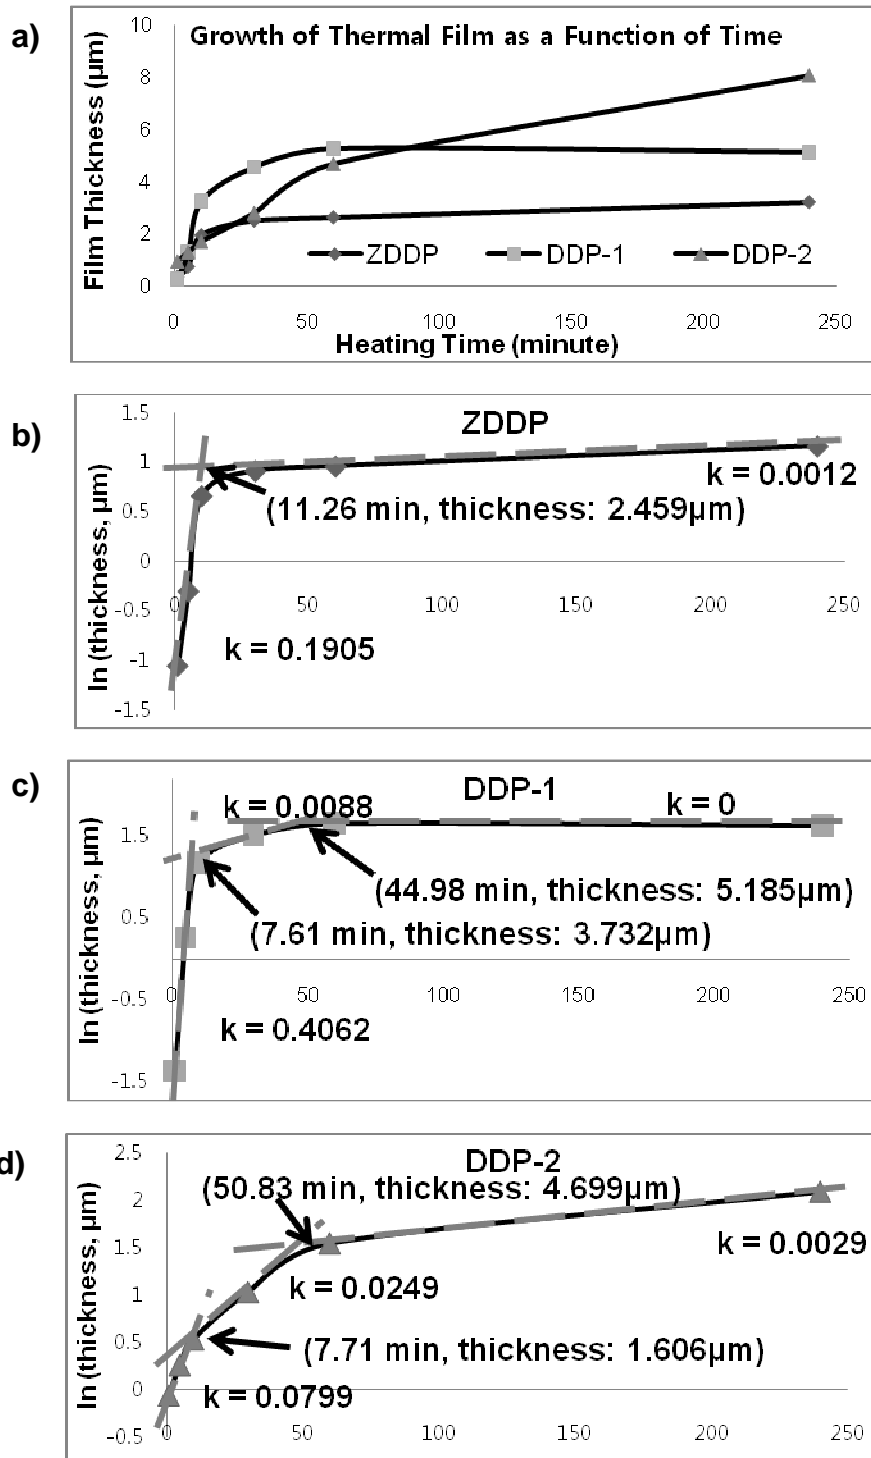 a)
Growth of Thermal Film as a Function of Time
Film Thickness (µm)
10
8
6
4
2
0
ZDDP
DDP-1
DDP-2
0
50
100
150
200
250
Heating Time (minute)
b)
ZDDP
ln (thickness, µm)
1.5
1
0.5
0
-0.5
-1
-1.5
k = 0.0012
(11.26 min, thickness: 2.459µm)
0
50
100
150
200
250
k = 0.1905
c)
DDP-1
ln (thickness, µm)
1.5
0.5
-0.5
-1.5
k = 0.0088
k = 0
(44.98 min, thickness: 5.185µm)
(7.61 min, thickness: 3.732µm)
0
50
100
150
200
250
k = 0.4062
d)
DDP-2
ln (thickness, µm)
2.5
2
1.5
1
0.5
0
-0.5
(50.83 min, thickness: 4.699µm)
k = 0.0029
k = 0.0249
(7.71 min, thickness: 1.606µm)
k = 0.0799
0
50
100
150
200
250